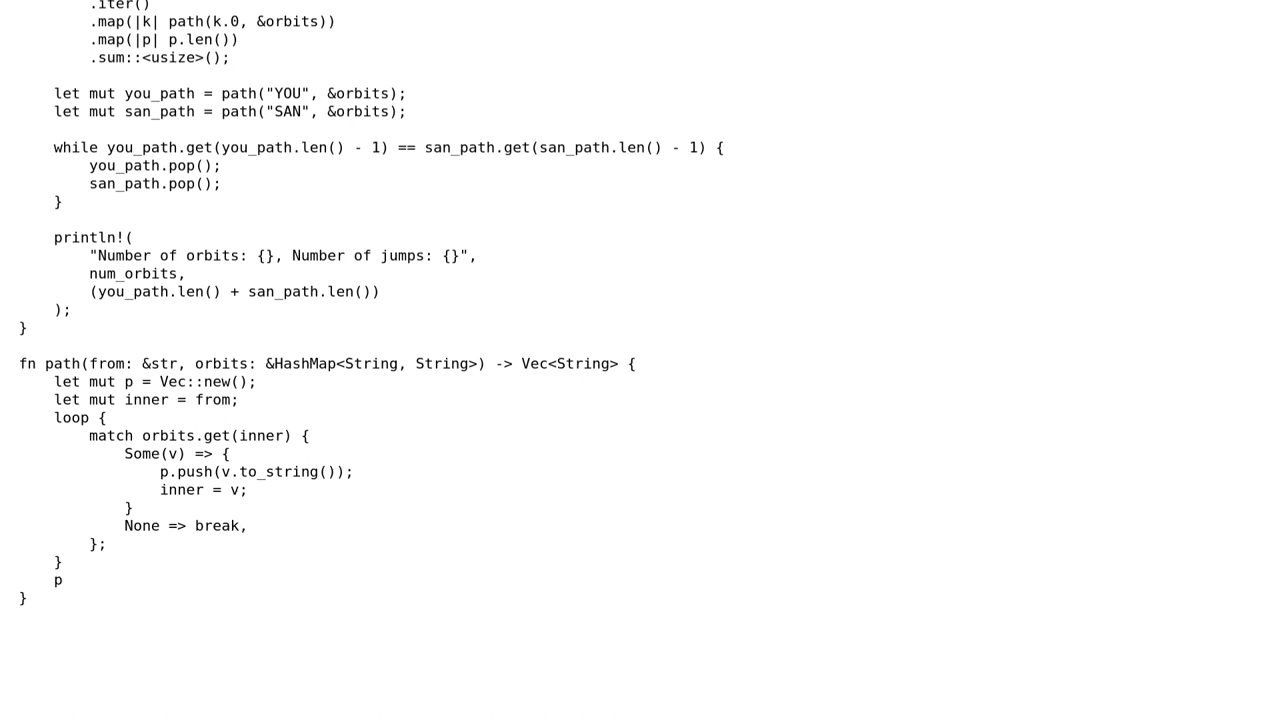 .iter()
        .map(|k| path(k.0, &orbits))
        .map(|p| p.len())
        .sum::<usize>();

    let mut you_path = path("YOU", &orbits);
    let mut san_path = path("SAN", &orbits);

    while you_path.get(you_path.len() - 1) == san_path.get(san_path.len() - 1) {
        you_path.pop();
        san_path.pop();
    }

    println!(
        "Number of orbits: {}, Number of jumps: {}",
        num_orbits,
        (you_path.len() + san_path.len())
    );
}

fn path(from: &str, orbits: &HashMap<String, String>) -> Vec<String> {
    let mut p = Vec::new();
    let mut inner = from;
    loop {
        match orbits.get(inner) {
            Some(v) => {
                p.push(v.to_string());
                inner = v;
            }
            None => break,
        };
    }
    p
}